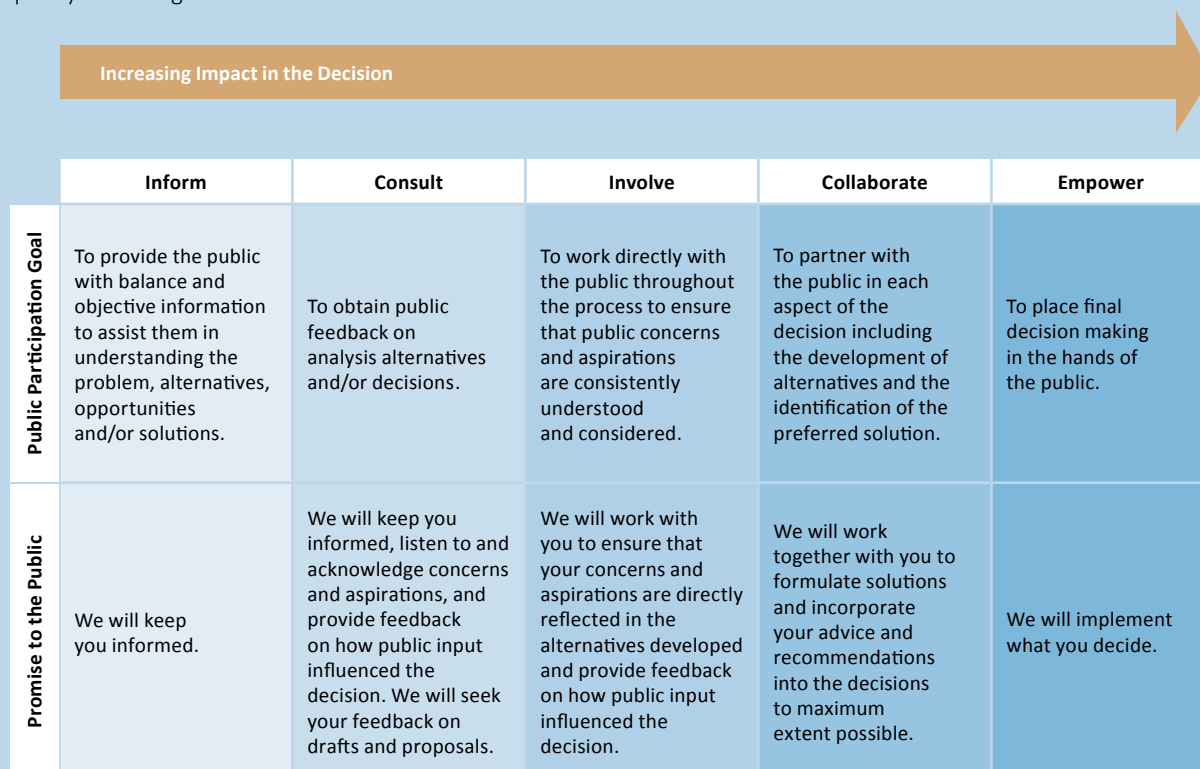 Increasing Impact in the Decision
Inform
Consult
Involve
Collaborate
Empower
Public Participation Goal
To provide the public
with balance and
objective information
to assist them in
understanding the
problem, alternatives,
opportunities
and/or solutions.
To obtain public
feedback on
analysis alternatives
and/or decisions.
To work directly with
the public throughout
the process to ensure
that public concerns
and aspirations
are consistently
understood
and considered.
To partner with
the public in each
aspect of the
decision including
the development of
alternatives and the
identification of the
preferred solution.
To place final
decision making
in the hands of
the public.
Promise to the Public
We will keep
you informed.
We will keep you
informed, listen to and
acknowledge concerns
and aspirations, and
provide feedback
on how public input
influenced the
decision. We will seek
your feedback on
drafts and proposals.
We will work with
you to ensure that
your concerns and
aspirations are directly
reflected in the
alternatives developed
and provide feedback
on how public input
influenced the
decision.
We will work
together with you to
formulate solutions
and incorporate
your advice and
recommendations
into the decisions
to maximum
extent possible.
We will implement
what you decide.